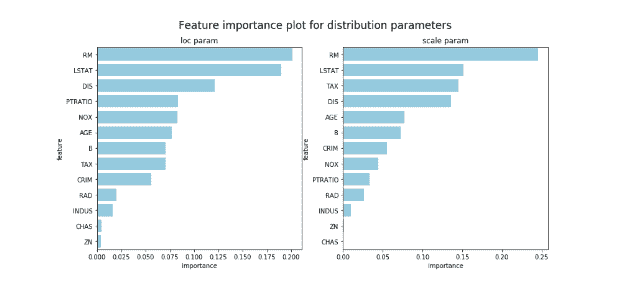 Feature importance plot for distribution parameters
loc param
RM
LSTAT
DIS
PTRATIO
NOX
AGE
B
TAX
CRIM
RAD
INDUS
CHAS
ZN
feature
0.000 0.025 0.050 0.075 0.100 0.125 0.150 0.175 0.200
importance
scale param
RM
LSTAT
TAX
DIS
AGE
B
CRIM
NOX
PTRATIO
RAD
INDUS
ZN
CHAS
feature
0.00 0.05 0.10 0.15 0.20 0.25
importance